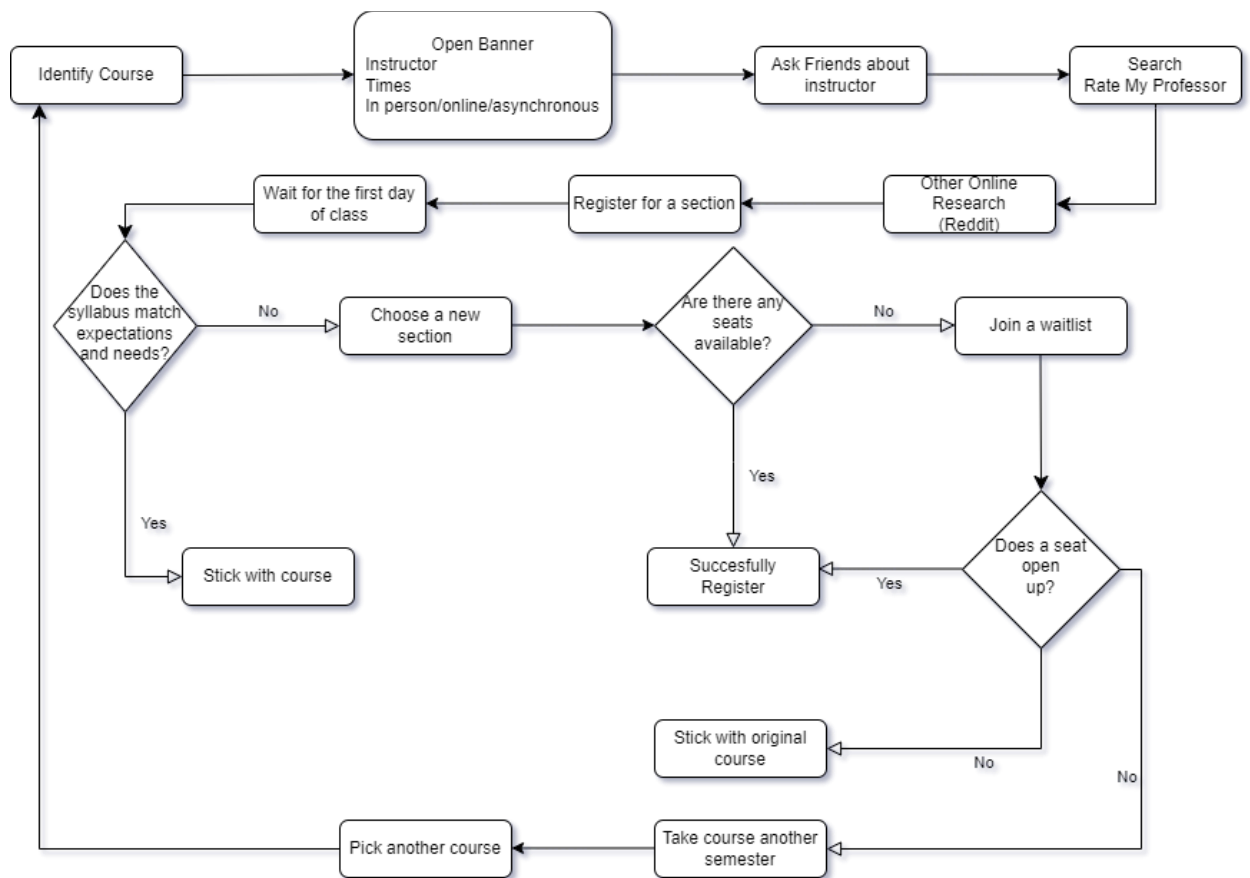 Identify Course
Open Banner
Instructor
Times
In person/online/asynchronous
Ask Friends about
instructor
Search
Rate My Professor
Wait for the first day
of class
Register for a section
Other Online
Research
(Reddit)
Does the
syllabus match
expectations
and needs?
No
Choose a new
section
Are there any
seats
available?
No
Join a waitlist
Yes
Yes
Stick with course
Succesfully
Register
Yes
Does a seat
open
up?
Stick with original
course
No
No
Pick another course
Take course another
semester